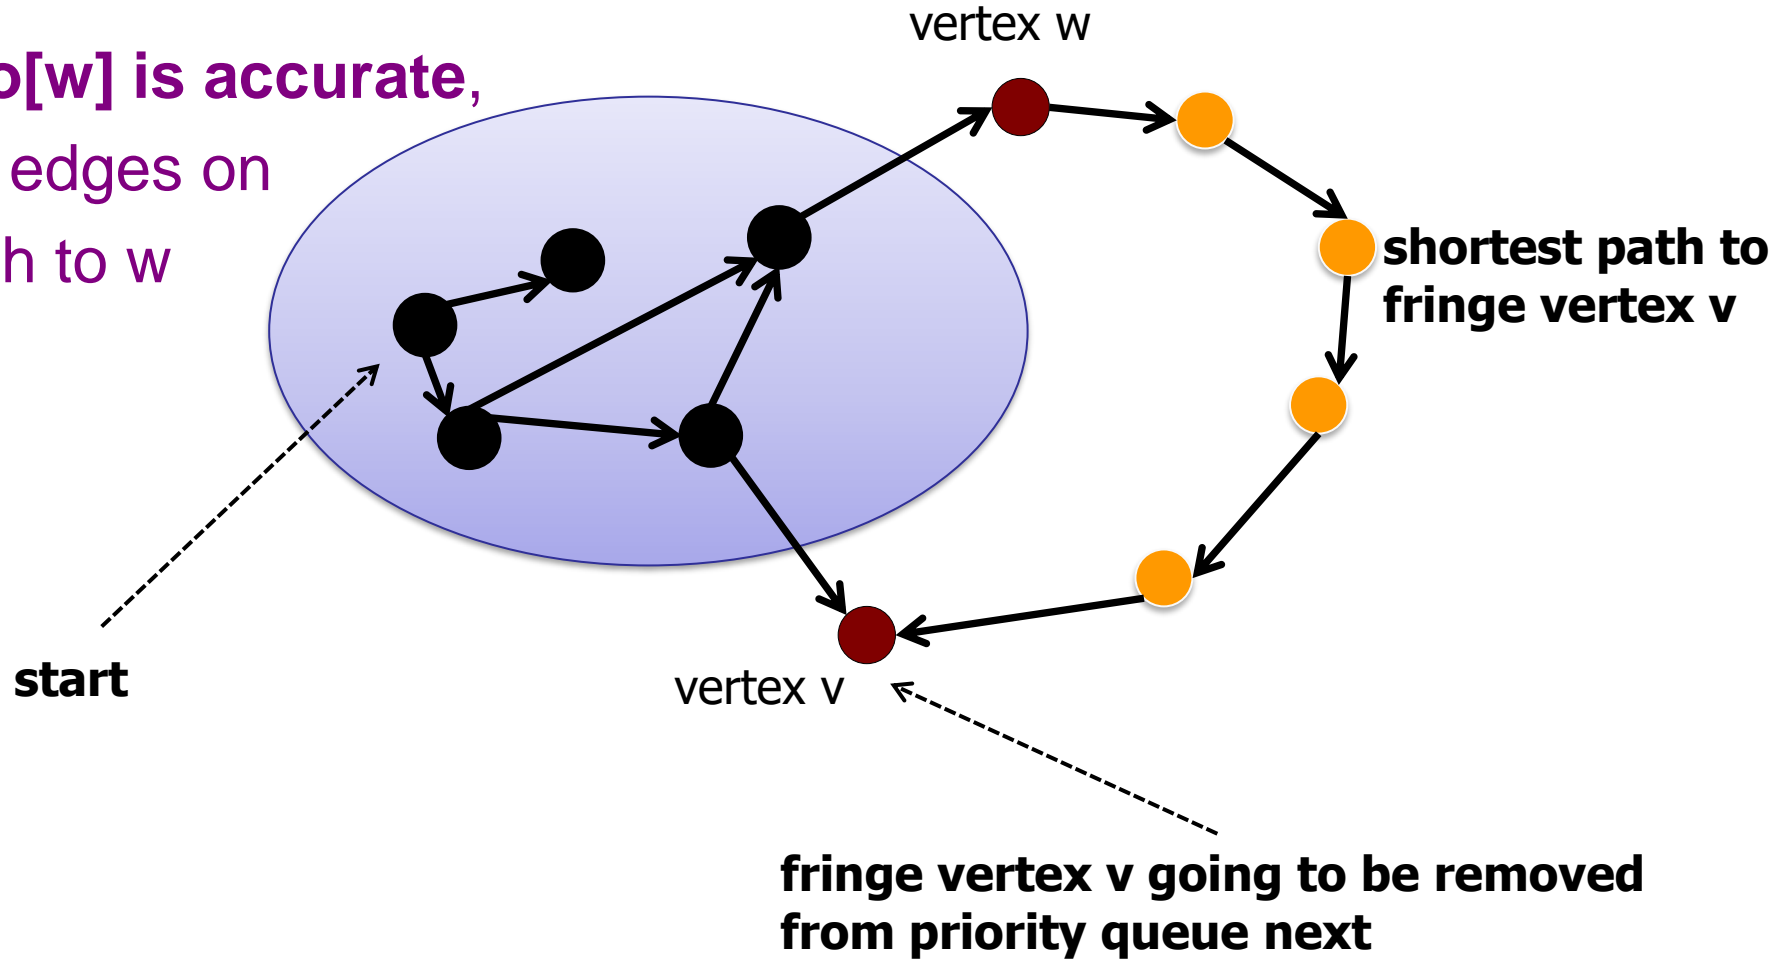 vertex w
o[w] is accurate,
edges on
h to w
shortest path to
fringe vertex v
start
vertex v
fringe vertex v going to be removed
from priority queue next